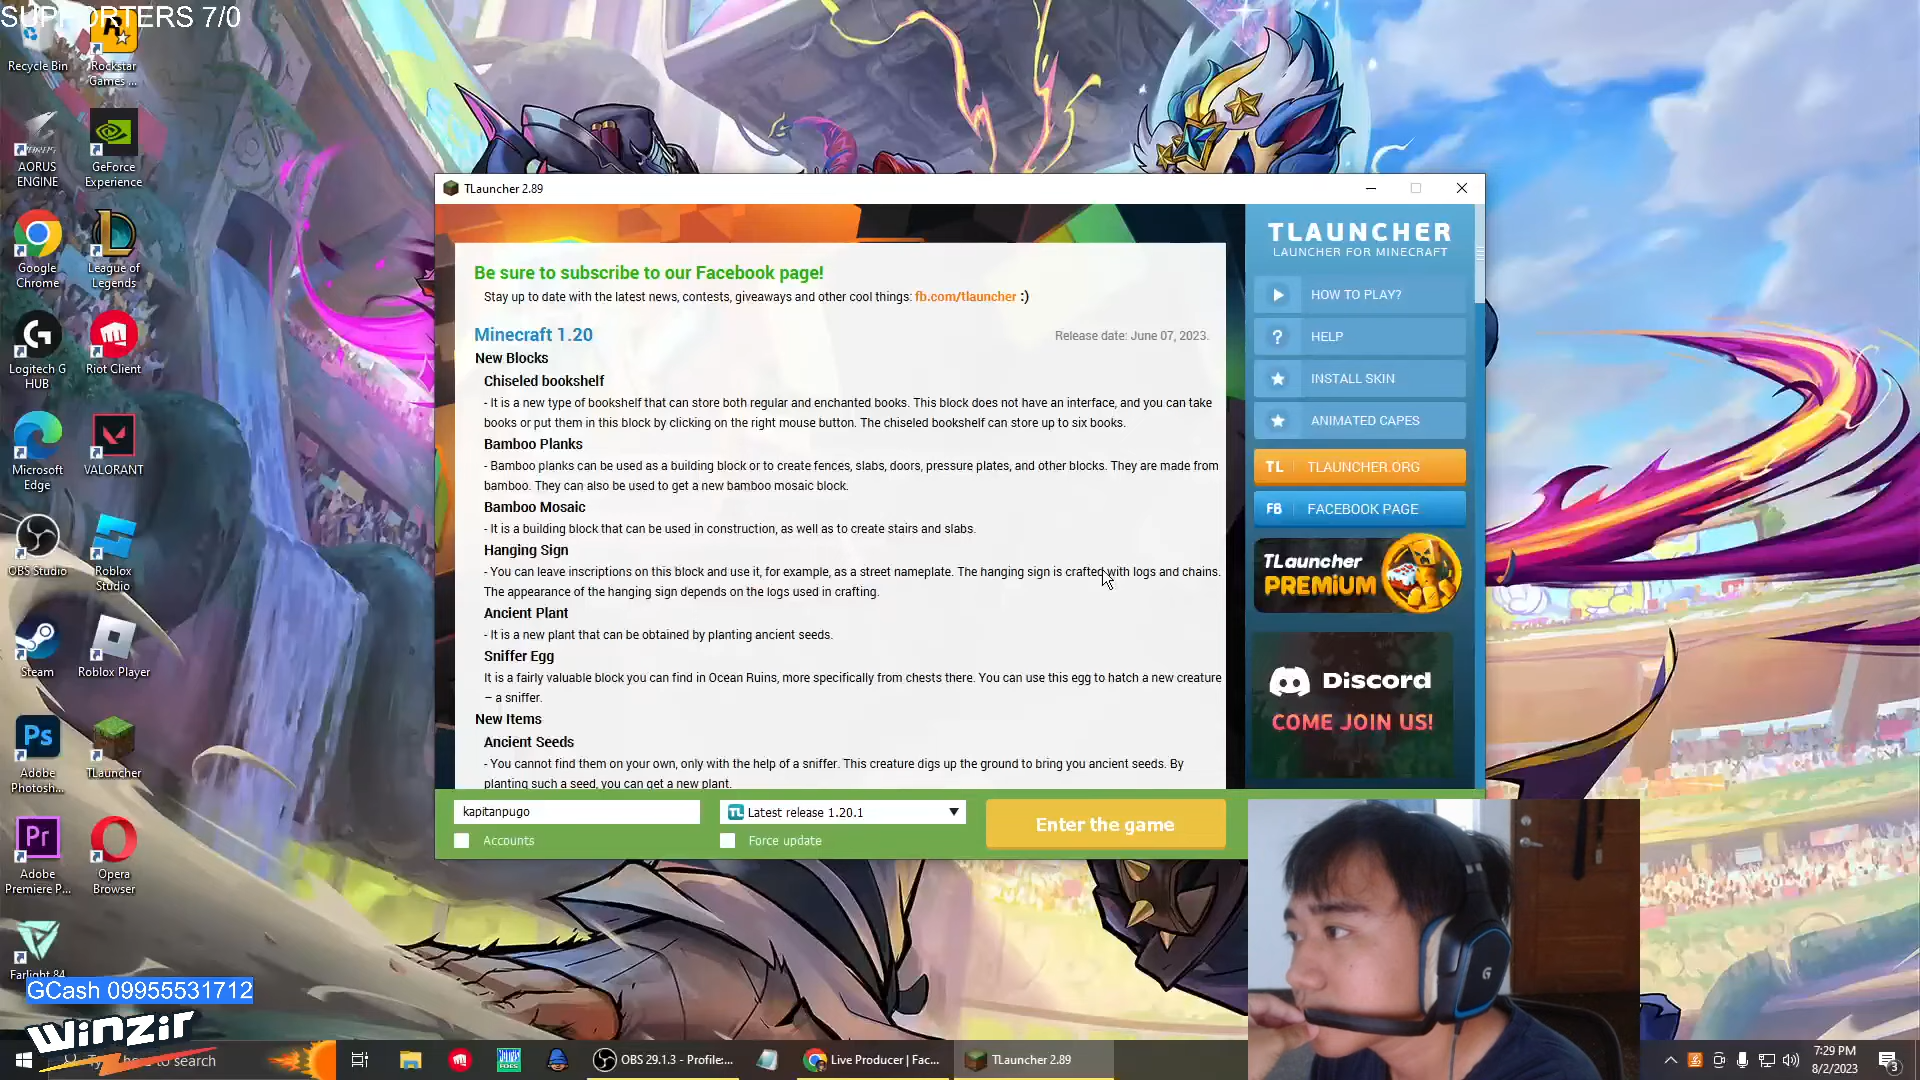 SUPPORTERS 7/0
Recycle Bin
Rockstar
Games ...
AORUS
ENGINE
GeForce
Experience
Google
Chrome
League of
Legends
Logitech G
HUB
Riot Client
Microsoft
Edge
VALORANT
OBS Studio
Roblox
Studio
Steam
Roblox Player
Adobe
Photosh...
TLauncher
Adobe
Premiere P...
Opera
Browser
Farlight 84
GCash 09955531712
winzir
TLauncher 2.89
Be sure to subscribe to our Facebook page!
Stay up to date with the latest news, contests, giveaways and other cool things: fb.com/tlauncher :)
Minecraft 1.20
Release date: June 07, 2023.
New Blocks
Chiseled bookshelf
- It is a new type of bookshelf that can store both regular and enchanted books. This block does not have an interface, and you can take
books or put them in this block by clicking on the right mouse button. The chiseled bookshelf can store up to six books.
Bamboo Planks
- Bamboo planks can be used as a building block or to create fences, slabs, doors, pressure plates, and other blocks. They are made from
bamboo. They can also be used to get a new bamboo mosaic block.
Bamboo Mosaic
- It is a building block that can be used in construction, as well as to create stairs and slabs.
Hanging Sign
- You can leave inscriptions on this block and use it, for example, as a street nameplate. The hanging sign is crafted with logs and chains.
The appearance of the hanging sign depends on the logs used in crafting.
Ancient Plant
- It is a new plant that can be obtained by planting ancient seeds.
Sniffer Egg
It is a fairly valuable block you can find in Ocean Ruins, more specifically from chests there. You can use this egg to hatch a new creature
– a sniffer.
New Items
Ancient Seeds
- You cannot find them on your own, only with the help of a sniffer. This creature digs up the ground to bring you ancient seeds. By
planting such a seed, you can get a new plant.
TLAUNCHER
LAUNCHER FOR MINECRAFT
HOW TO PLAY?
? HELP
INSTALL SKIN
ANIMATED CAPES
TL TLAUNCHER.ORG
FB FACEBOOK PAGE
TLauncher
PREMIUM
Discord
COME JOIN US!
kapitanpugo
TL Latest release 1.20.1
Accounts
Force update
Enter the game
to search
OBS 29.1.3 - Profile:...
Live Producer | Fac...
TLauncher 2.89
7:29 PM
8/2/2023
3